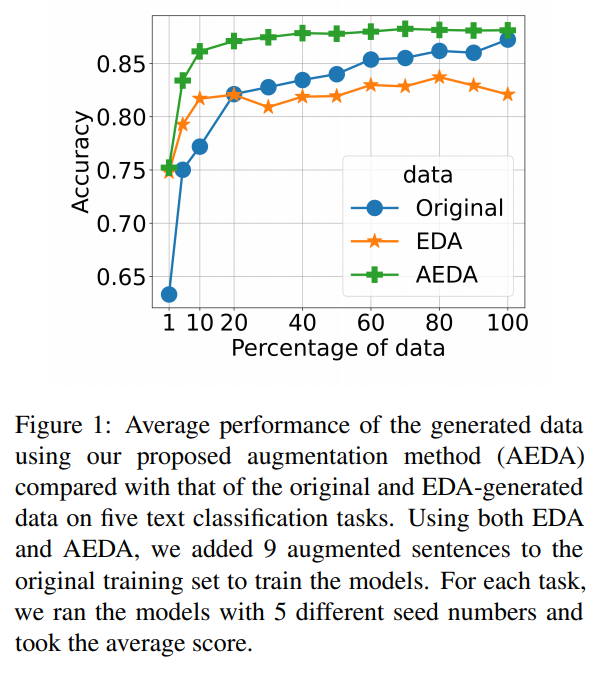 0.85
0.80
0.75
0.70
0.65
Accuracy
data
Original
EDA
AEDA
1 10 20 40 60 80 100
Percentage of data
Figure 1: Average performance of the generated data
using our proposed augmentation method (AEDA)
compared with that of the original and EDA-generated
data on five text classification tasks. Using both EDA
and AEDA, we added 9 augmented sentences to the
original training set to train the models. For each task,
we ran the models with 5 different seed numbers and
took the average score.